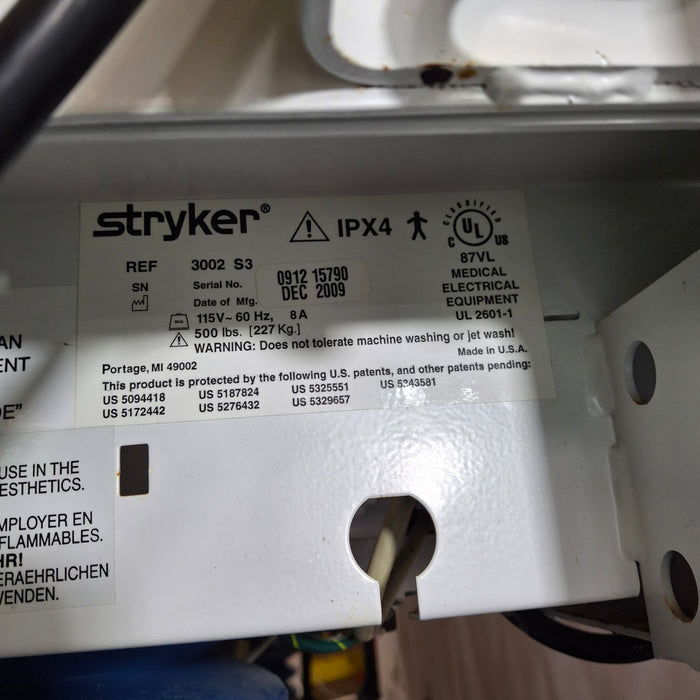 stryker® IPX4
C UL US CLASSIFIED
REF 3002 S3
87VL
MEDICAL
ELECTRICAL
EQUIPMENT
UL 2601-1
SN Serial No. 0912 15790
Date of Mfg. DEC 2009
115V~ 60 Hz, 8 A
500 lbs. [227 Kg.]
WARNING: Does not tolerate machine washing or jet wash!
Made in U.S.A.
Portage, MI 49002
This product is protected by the following U.S. patents, and other patents pending:
US 5094418 US 5187824 US 5325551 US 5343581
US 5172442 US 5276432 US 5329657
AN
ENT
DE"
USE IN THE
ESTHETICS.
MPLOYER EN
FLAMMABLES.
HR!
ERAEHRLICHEN
WENDEN.